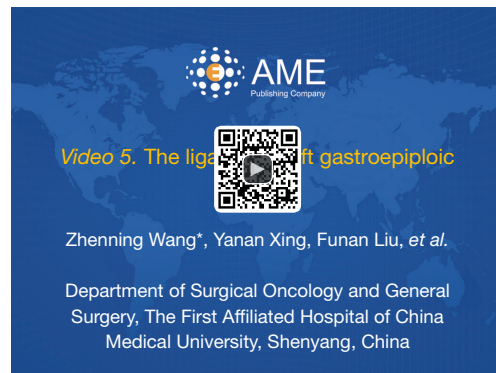 AME
Publishing Company
Video 5. The liga ft gastroepiploic
Zhenning Wang*, Yanan Xing, Funan Liu, et al.
Department of Surgical Oncology and General
Surgery, The First Affiliated Hospital of China
Medical University, Shenyang, China